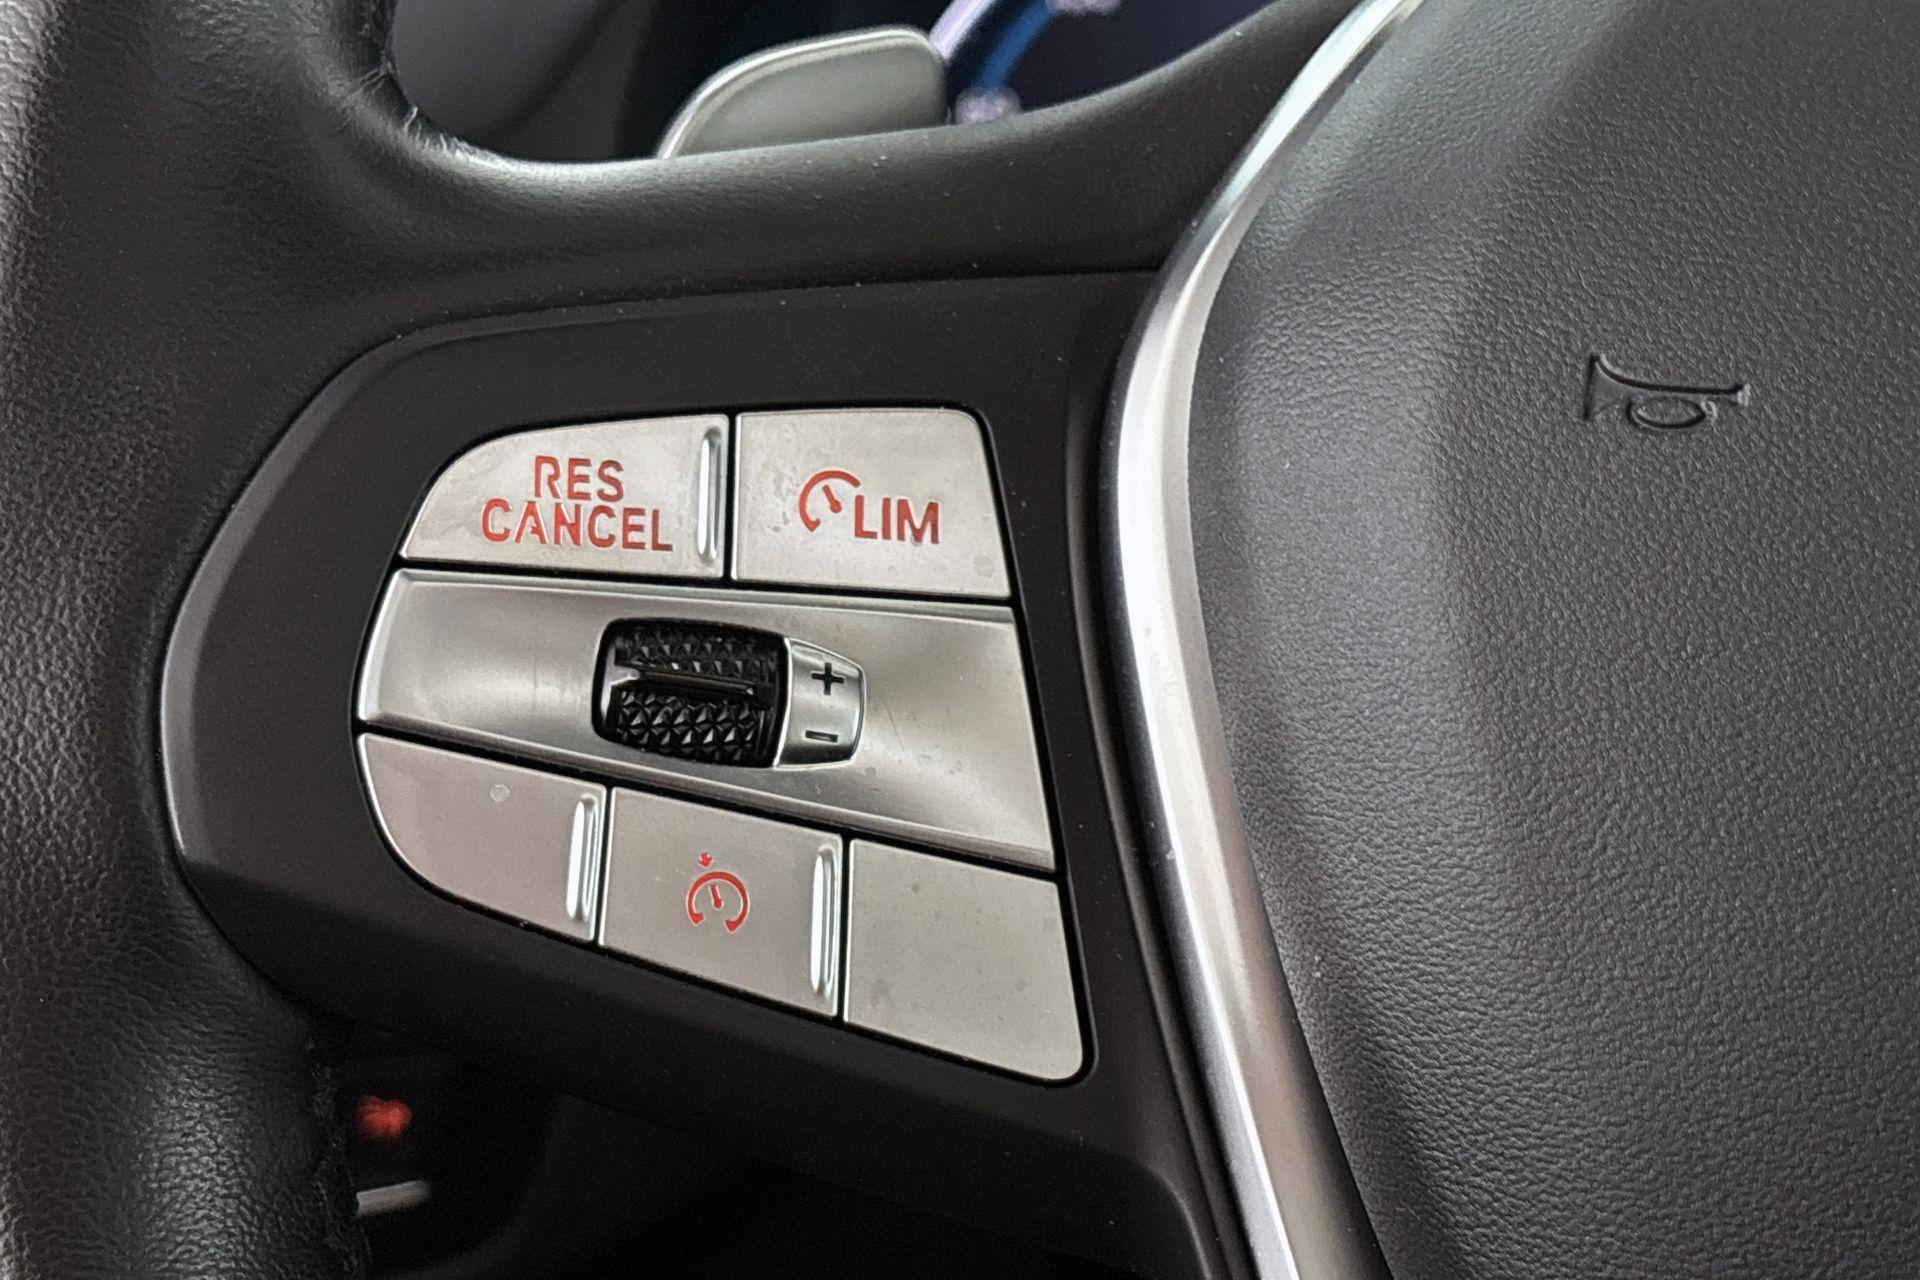 RES
CANCEL
LIM
+
-